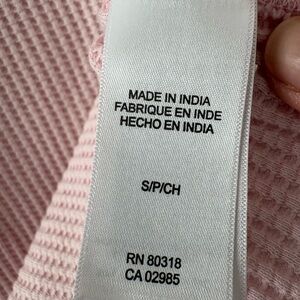 MADE IN INDIA
FABRIQUE EN INDE
HECHO EN INDIA
S/P/CH
RN 80318
CA 02985